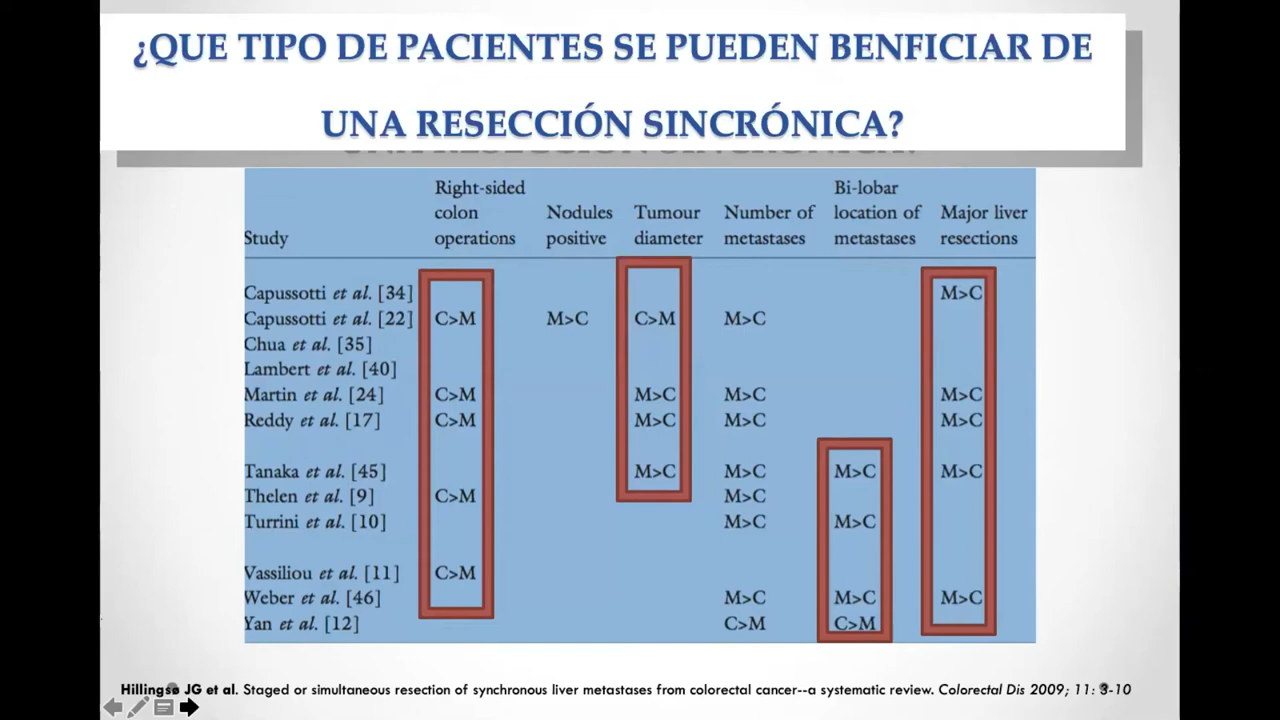 ¿QUE TIPO DE PACIENTES SE PUEDEN BENFICIAR DE
UNA RESECCIÓN SINCRÓNICA?
Study Right-sided colon operations Nodules positive Tumour diameter Number of metastases Bi-lobar location of metastases Major liver resections
Capussotti et al. [34] M>C
Capussotti et al. [22] C>M M>C C>M M>C
Chua et al. [35]
Lambert et al. [40]
Martin et al. [24] C>M M>C M>C M>C
Reddy et al. [17] C>M M>C M>C M>C
Tanaka et al. [45] M>C M>C M>C M>C
Thelen et al. [9] C>M M>C
Turrini et al. [10] M>C M>C
Vassiliou et al. [11] C>M
Weber et al. [46] M>C M>C M>C
Yan et al. [12] C>M C>M
Hillingsø JG et al. Staged or simultaneous resection of synchronous liver metastases from colorectal cancer--a systematic review. Colorectal Dis 2009; 11: 3-10